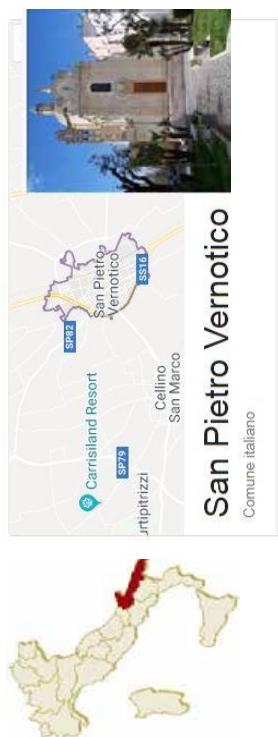 SP82
San Pietro
Vernotico
SS16
Carrisiland Resort
SP79
Cellino
San Marco
urtipitrizzi
San Pietro Vernotico
Comune italiano